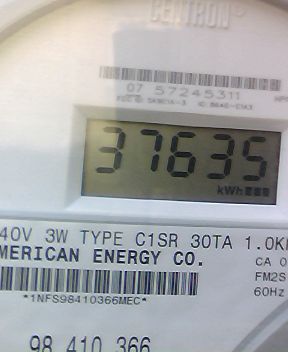 CENTRON®
07 57245311
37635
kWh
40V 3W TYPE C1SR 30TA 1.0K
MERICAN ENERGY CO.
CA 0
FM2S
*1NFS98410366MEC*
60Hz
98 410 366